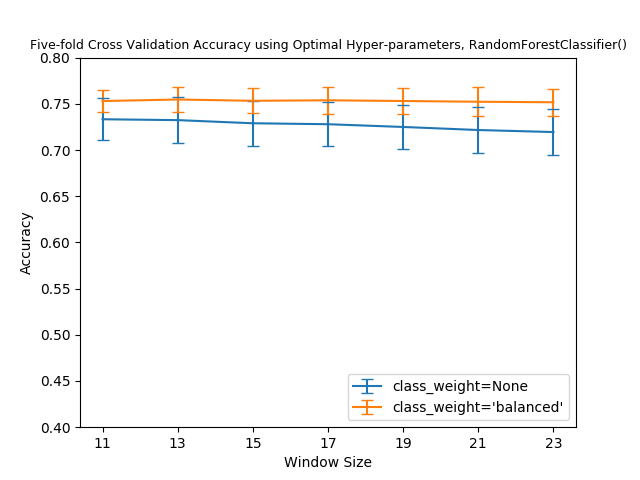 Five-fold Cross Validation Accuracy using Optimal Hyper-parameters, RandomForestClassifier()
0.80
0.75
0.70
0.65
0.60
0.55
0.50
0.45
0.40
Accuracy
class_weight=None
class_weight='balanced'
11 13 15 17 19 21 23
Window Size